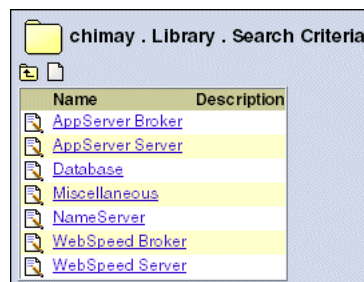 chimay . Library . Search Criteria
Name Description
AppServer Broker
AppServer Server
Database
Miscellaneous
NameServer
WebSpeed Broker
WebSpeed Server